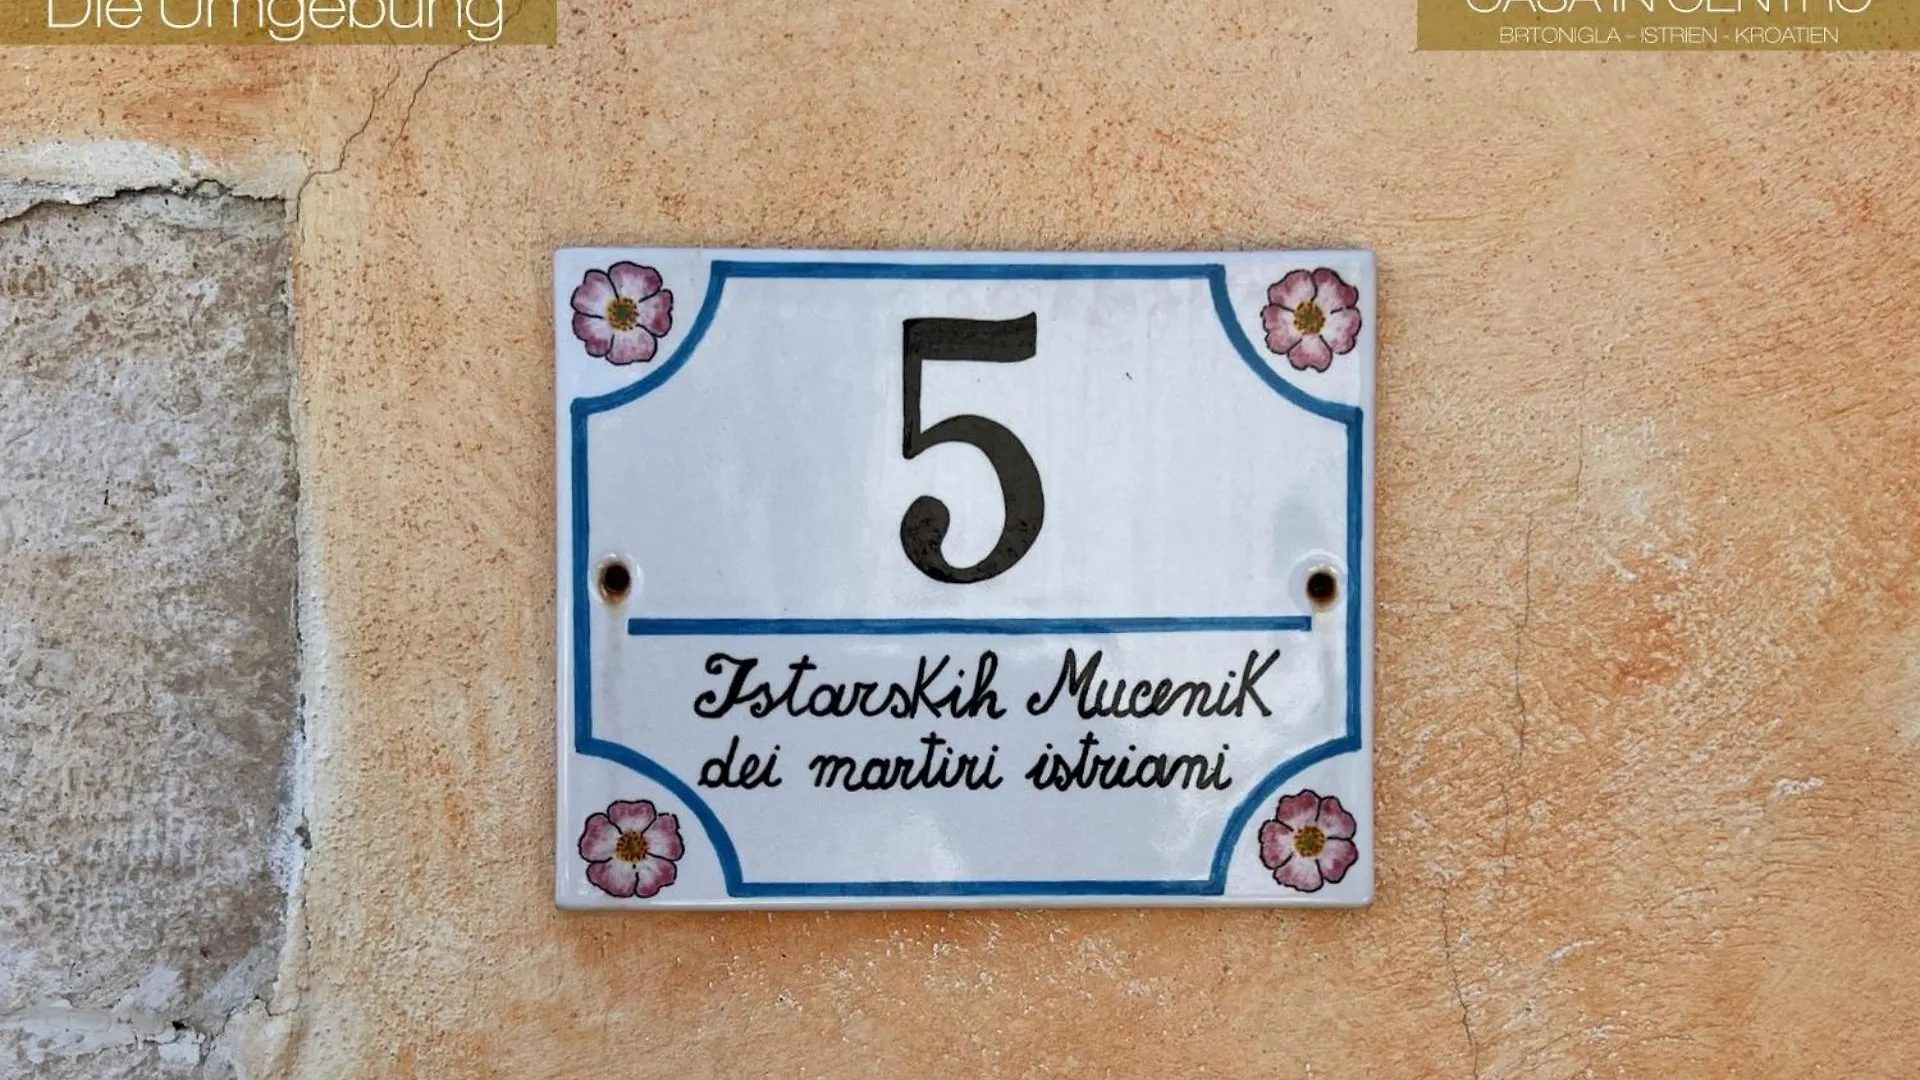 Die Umgebung
CASA IN CENTRO
BRTONIGLA - ISTRIEN - KROATIEN
5
Istarskih Mucenik
dei martiri istriani